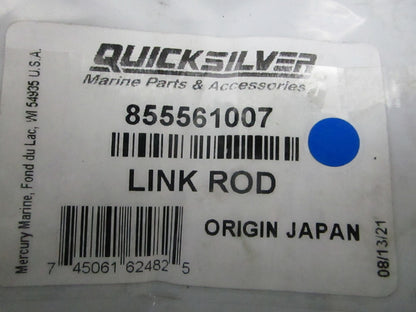 QUICKSILVER
Marine Parts & Accessories
855561007
LINK ROD
ORIGIN JAPAN
7 45061 62482 5
Mercury Marine, Fond du Lac, WI 54935 U.S.A.
08/13/21